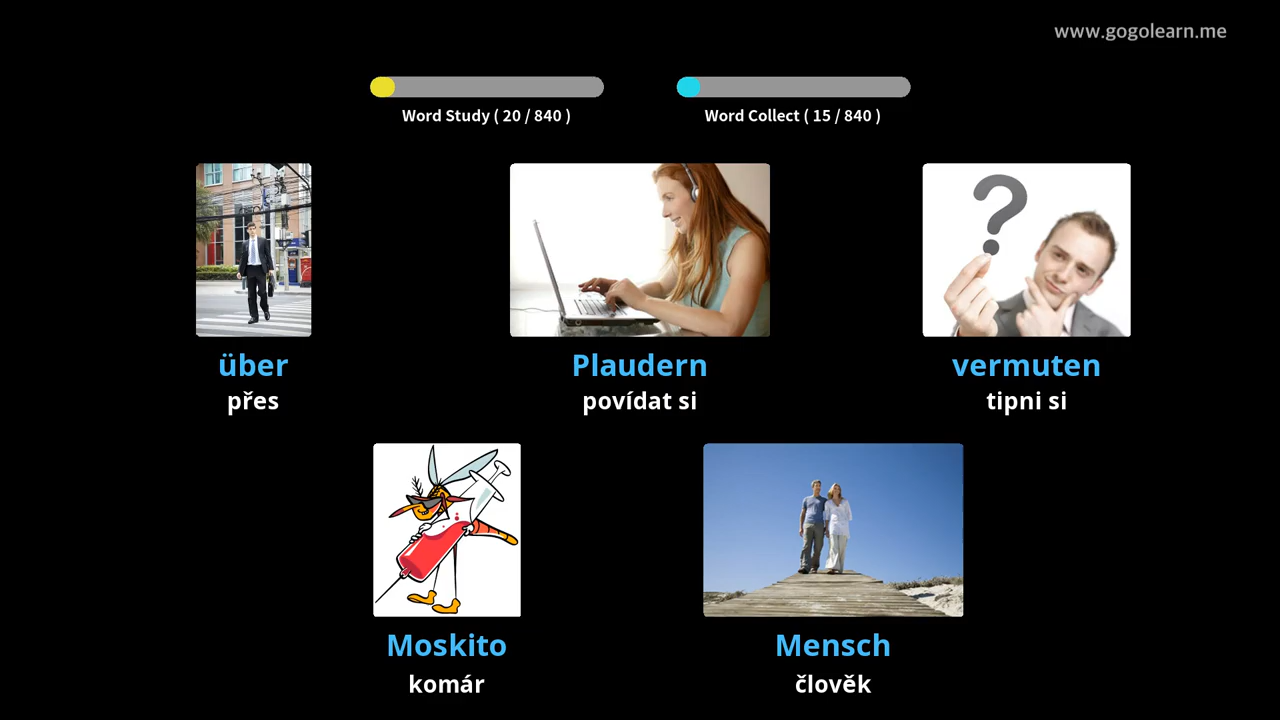 www.gogolearn.me
Word Study ( 20 / 840 )
Word Collect ( 15 / 840 )
über
přes
Plaudern
povídat si
vermuten
tipni si
Moskito
komár
Mensch
člověk